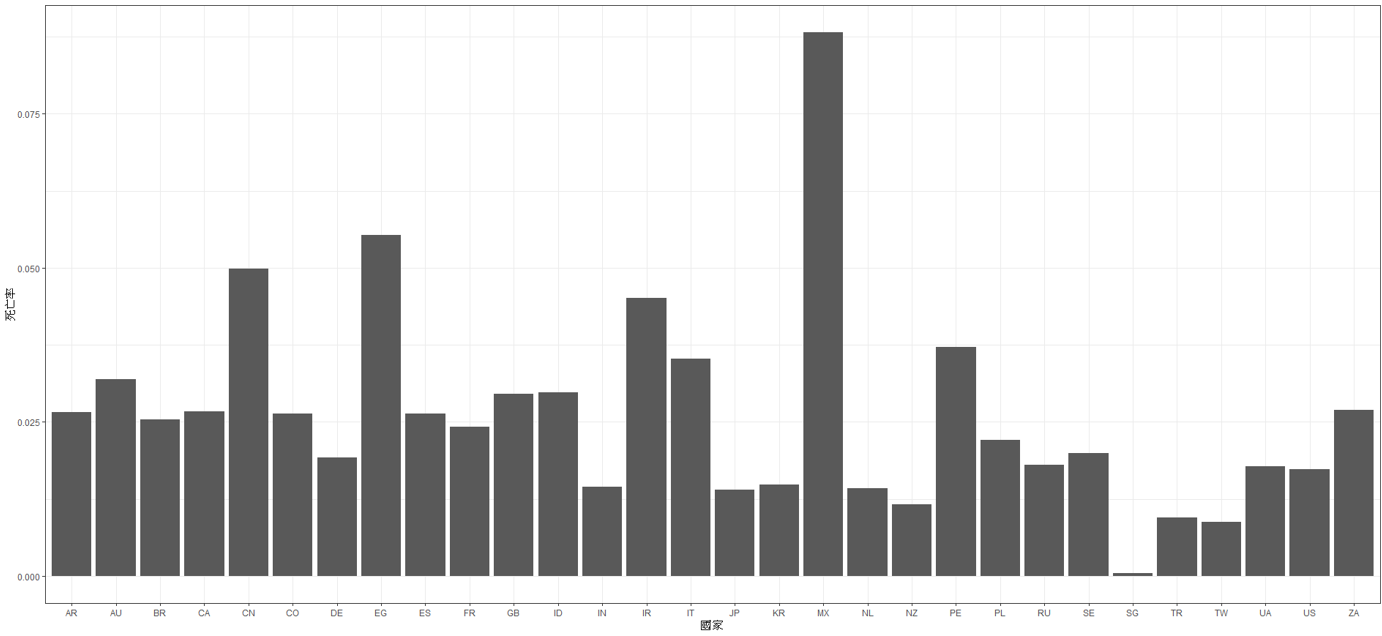 死亡率
0.075
0.050
0.025
0.000
AR AU BR CA CN CO DE EG ES FR GB ID IN IR IT JP KR MX NL NZ PE PL RU SE SG TR TW UA US ZA
國家